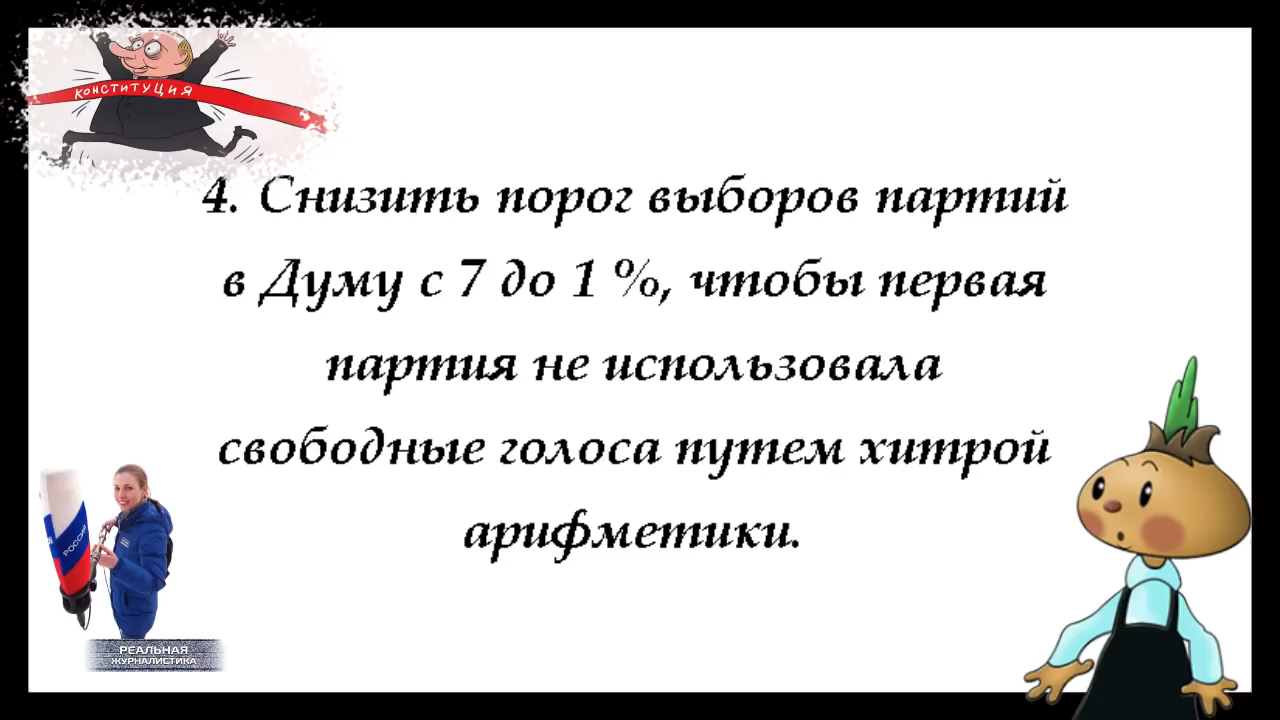 КОНСТИТУЦИЯ
4. Снизить порог выборов партий
в Думу с 7 до 1 %, чтобы первая
партия не использовала
свободные голоса путем хитрой
арифметики.
РОССИЯ
РЕАЛЬНАЯ
ЖУРНАЛИСТИКА